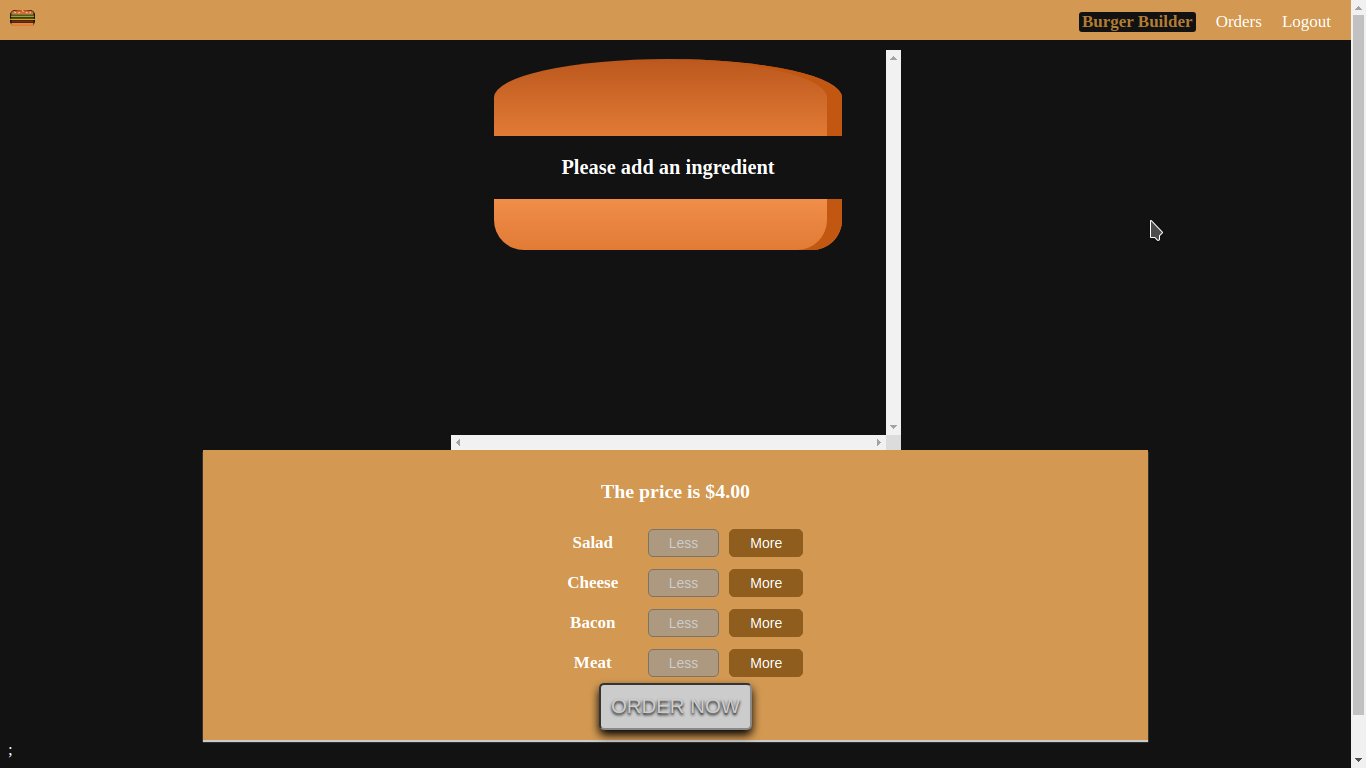 Burger Builder Orders Logout
Please add an ingredient
The price is $4.00
Salad Less More
Cheese Less More
Bacon Less More
Meat Less More
ORDER NOW
;